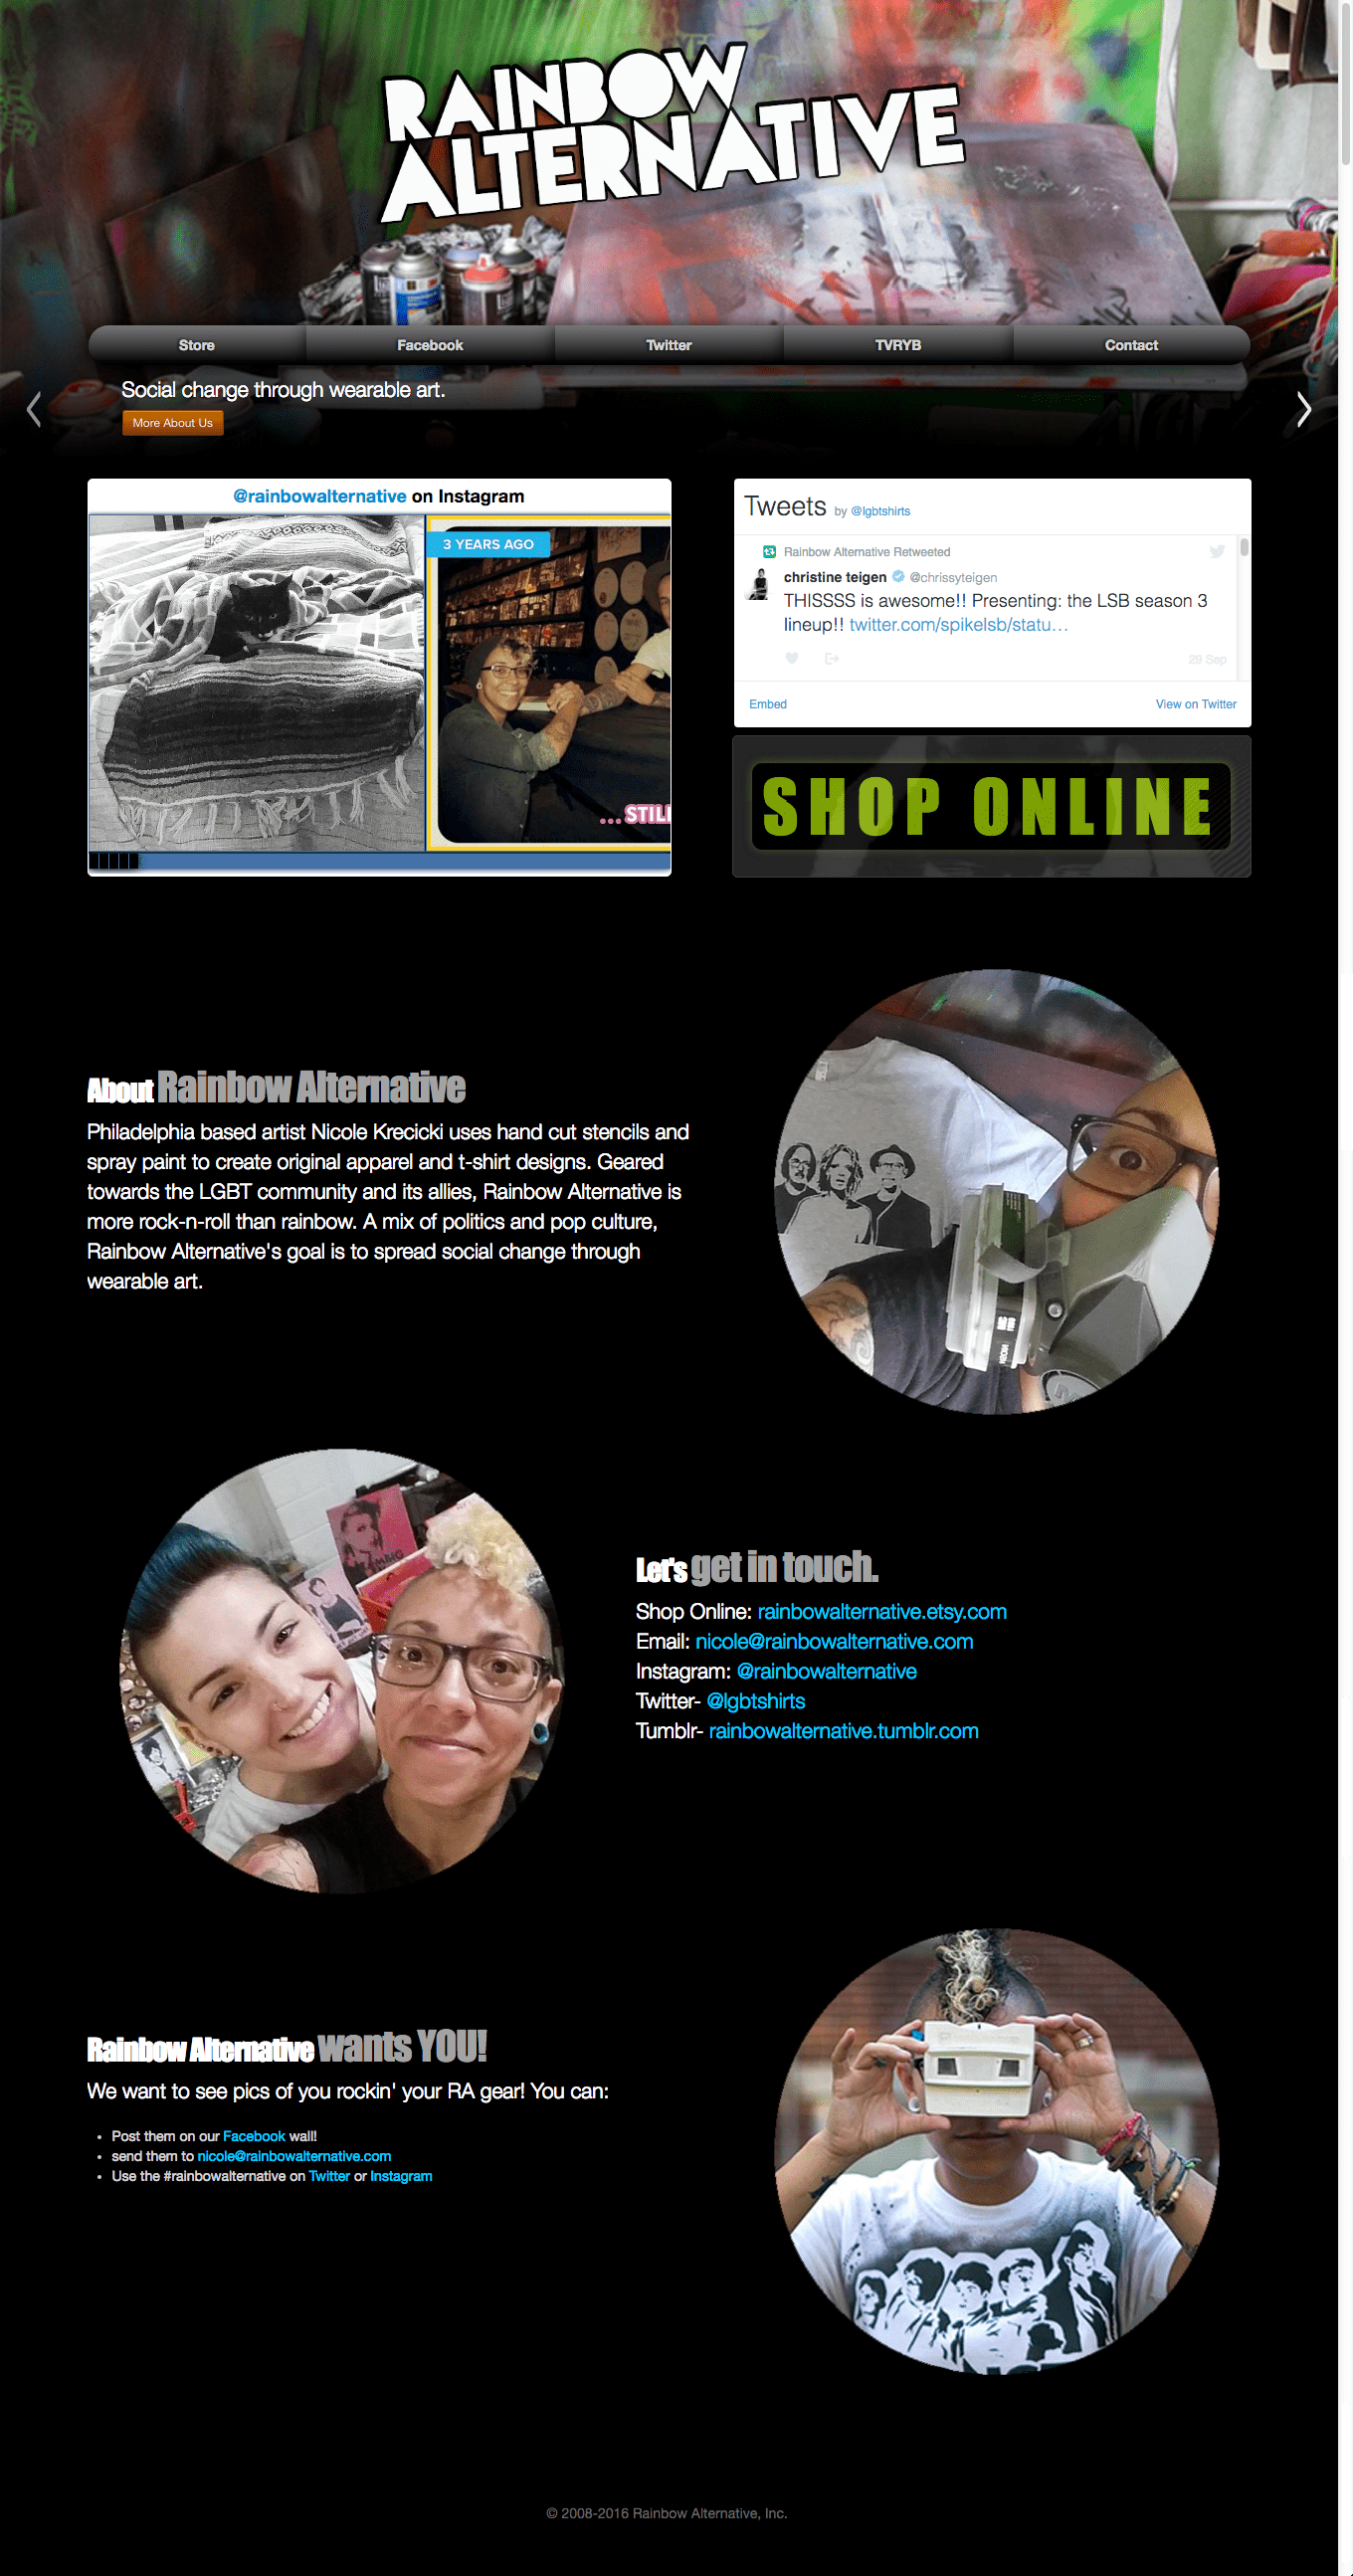 RAINBOW
ALTERNATIVE
Store
Facebook
Twitter
TVRYB
Contact
Social change through wearable art.
More About Us
@rainbowalternative on Instagram
3 YEARS AGO
...STILL
Tweets by @lgbtshirts
Rainbow Alternative Retweeted
christine teigen @chrissyteigen
THISSSS is awesome!! Presenting: the LSB season 3
lineup!! twitter.com/spikelsb/statu…
29 Sep
Embed
View on Twitter
SHOP ONLINE
About Rainbow Alternative
Philadelphia based artist Nicole Krecicki uses hand cut stencils and
spray paint to create original apparel and t-shirt designs. Geared
towards the LGBT community and its allies, Rainbow Alternative is
more rock-n-roll than rainbow. A mix of politics and pop culture,
Rainbow Alternative's goal is to spread social change through
wearable art.
Let's get in touch.
Shop Online: rainbowalternative.etsy.com
Email: nicole@rainbowalternative.com
Instagram: @rainbowalternative
Twitter- @lgbtshirts
Tumblr- rainbowalternative.tumblr.com
Rainbow Alternative wants YOU!
We want to see pics of you rockin' your RA gear! You can:
• Post them on our Facebook wall!
• send them to nicole@rainbowalternative.com
• Use the #rainbowalternative on Twitter or Instagram
© 2008-2016 Rainbow Alternative, Inc.